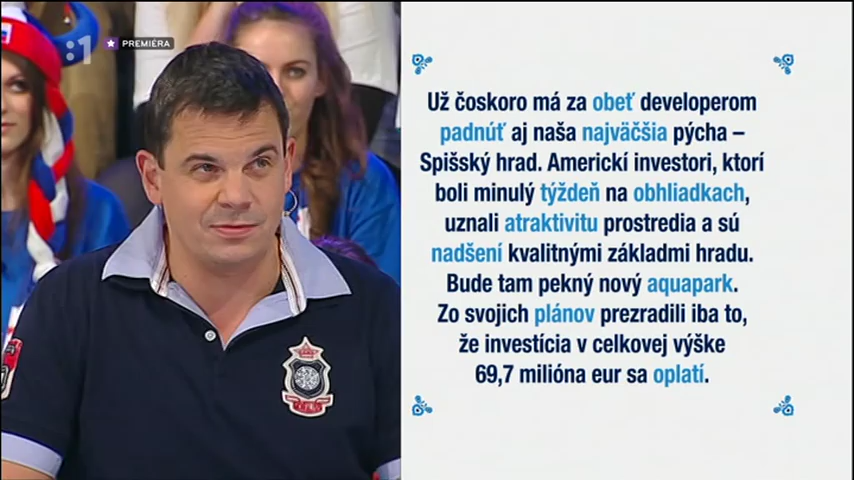 :1 PREMIÉRA
Už čoskoro má za obeť developerom
padnúť aj naša najväčšia pýcha –
Spišský hrad. Americkí investori, ktorí
boli minulý týždeň na obhliadkach,
uznali atraktivitu prostredia a sú
nadšení kvalitnými základmi hradu.
Bude tam pekný nový aquapark.
Zo svojich plánov prezradili iba to,
že investícia v celkovej výške
69,7 milióna eur sa oplatí.